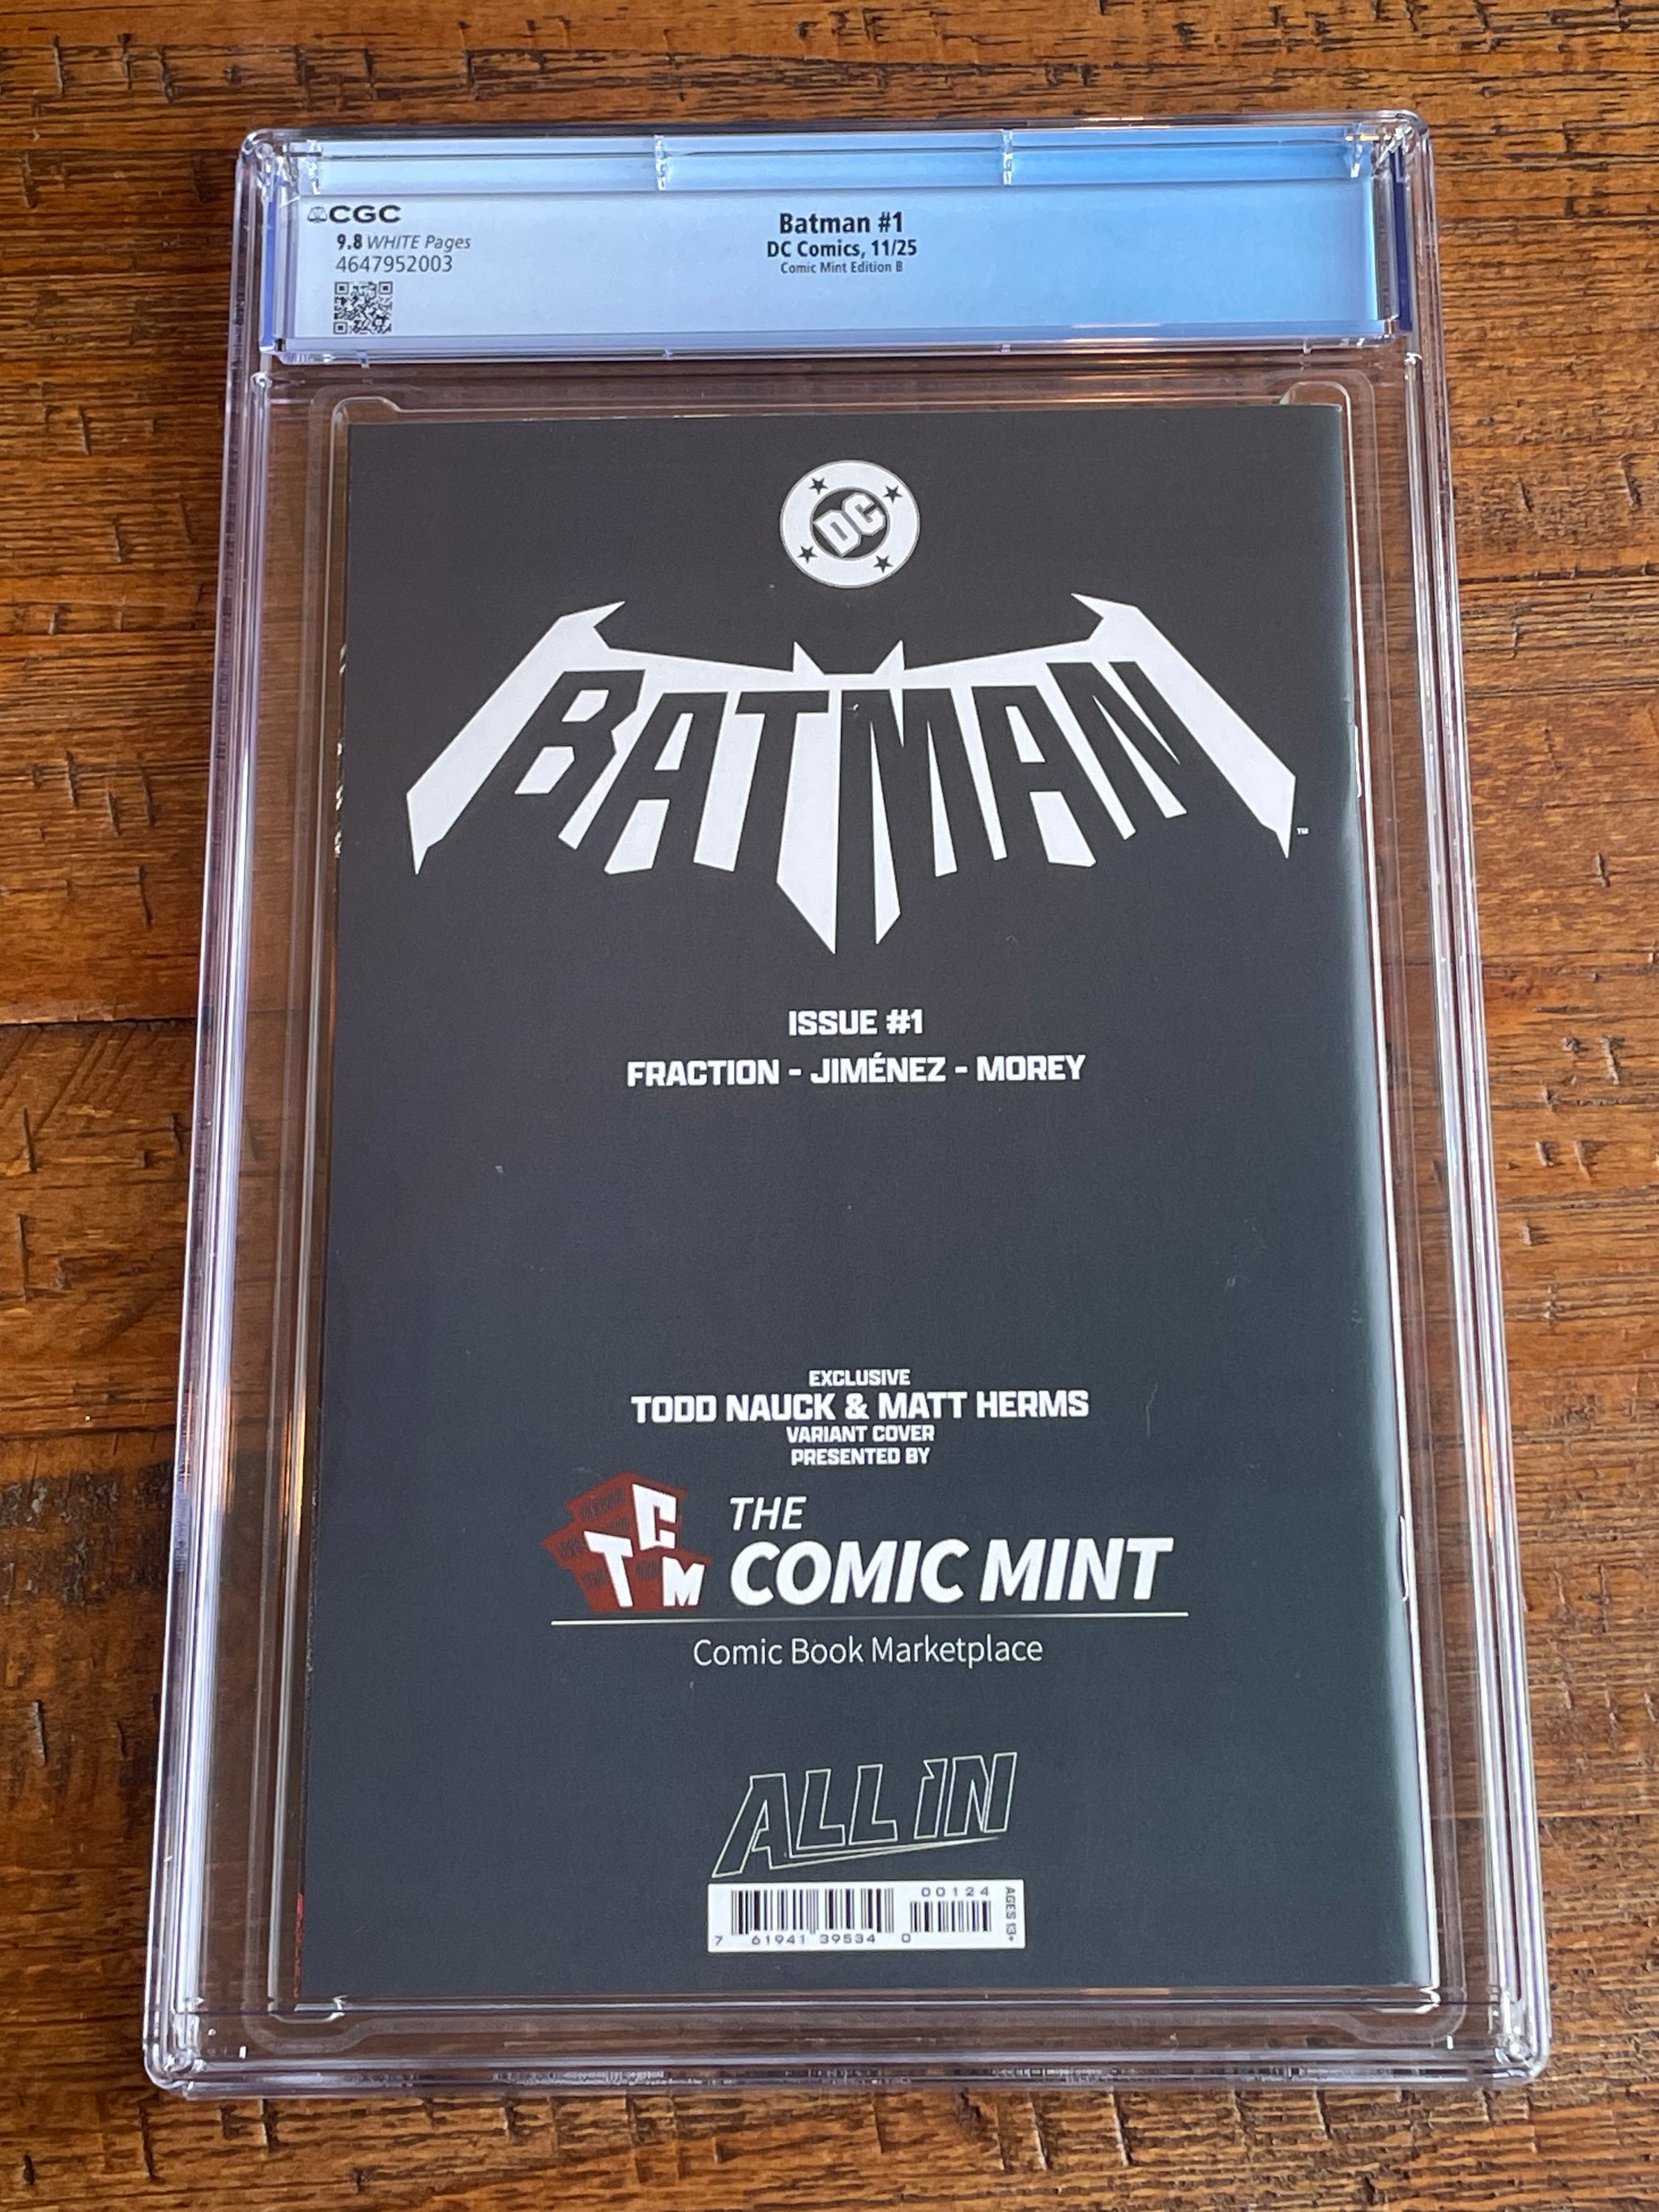 CGC
9.8 WHITE Pages
4647952003
Batman #1
DC Comics, 11/25
Comic Mint Edition B
DC
BATMAN
TM
ISSUE #1
FRACTION - JIMÉNEZ - MOREY
EXCLUSIVE
TODD NAUCK & MATT HERMS
VARIANT COVER
PRESENTED BY
TCM
THE
COMIC MINT
Comic Book Marketplace
ALL IN
00124
AGES 13+
7 61941 39534 0